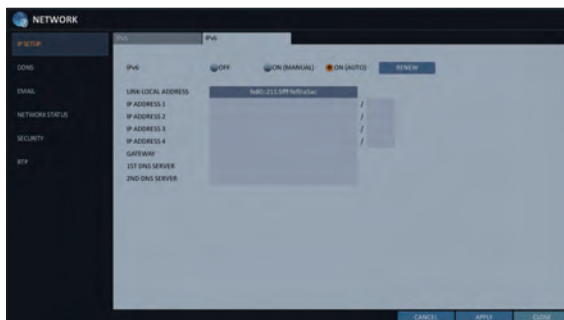 NETWORK
IP SETUP
DDNS
EMAIL
NETWORK STATUS
SECURITY
RTP
IPv6
IPv6 OFF ON (MANUAL) ON (AUTO) RENEW
LINK-LOCAL ADDRESS
IP ADDRESS 1 /
IP ADDRESS 2 /
IP ADDRESS 3 /
IP ADDRESS 4 /
GATEWAY
1ST DNS SERVER
2ND DNS SERVER
CANCEL APPLY CLOSE